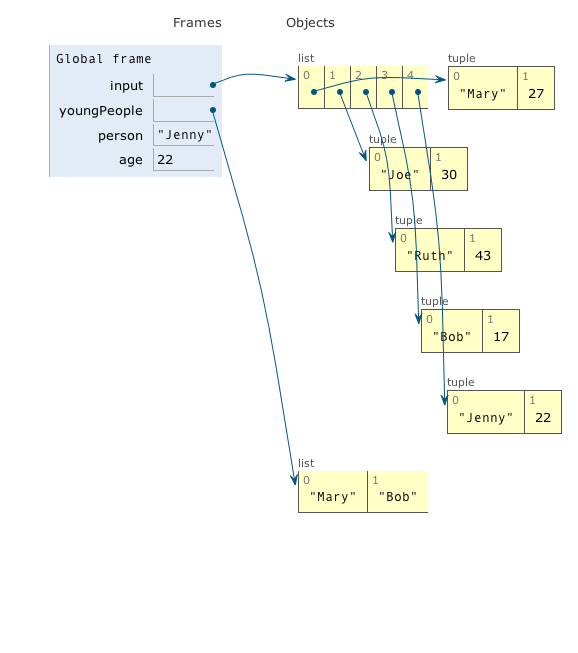 Frames Objects
Global frame
input
youngPeople
person "Jenny"
age 22
list
0 1 2 3 4
tuple
0 1
"Mary" 27
tuple
0 1
"Joe" 30
tuple
0 1
"Ruth" 43
tuple
0 1
"Bob" 17
tuple
0 1
"Jenny" 22
list
0 1
"Mary" "Bob"